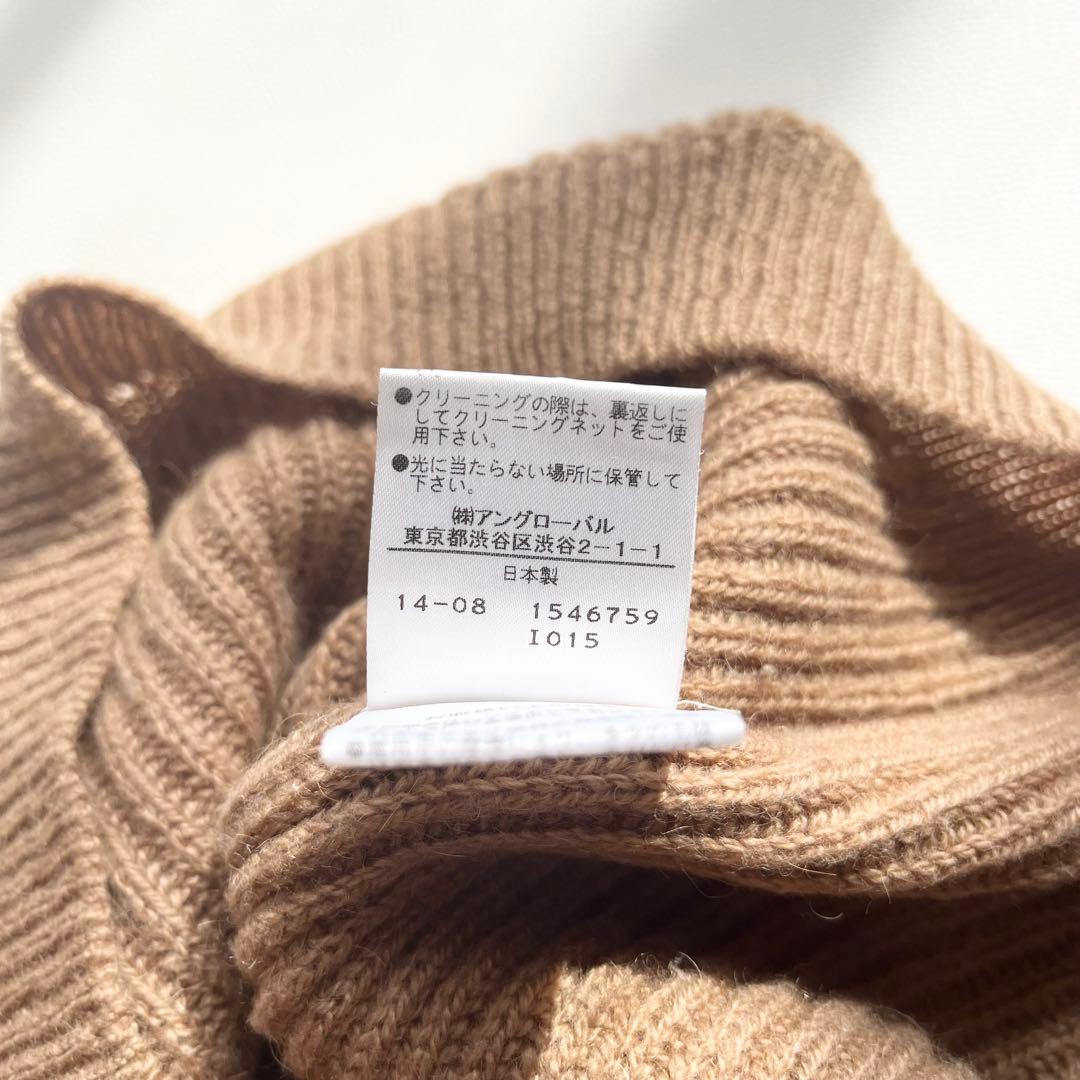 ●クリーニングの際は、裏返しに
してクリーニングネットをご使
用下さい。
●光に当たらない場所に保管して
下さい。
㈱アングローバル
東京都渋谷区渋谷2-1-1
日本製
14-08 1546759
I015